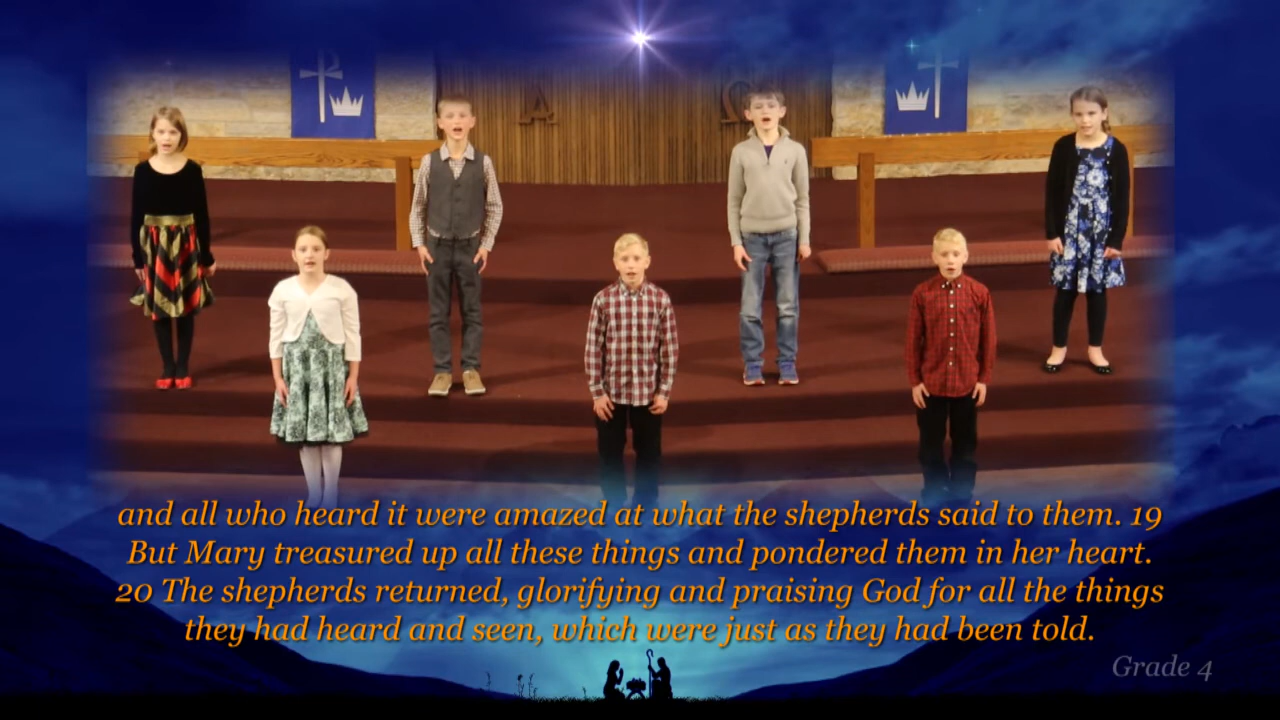 A Ω
and all who heard it were amazed at what the shepherds said to them. 19
But Mary treasured up all these things and pondered them in her heart.
20 The shepherds returned, glorifying and praising God for all the things
they had heard and seen, which were just as they had been told.
Grade 4